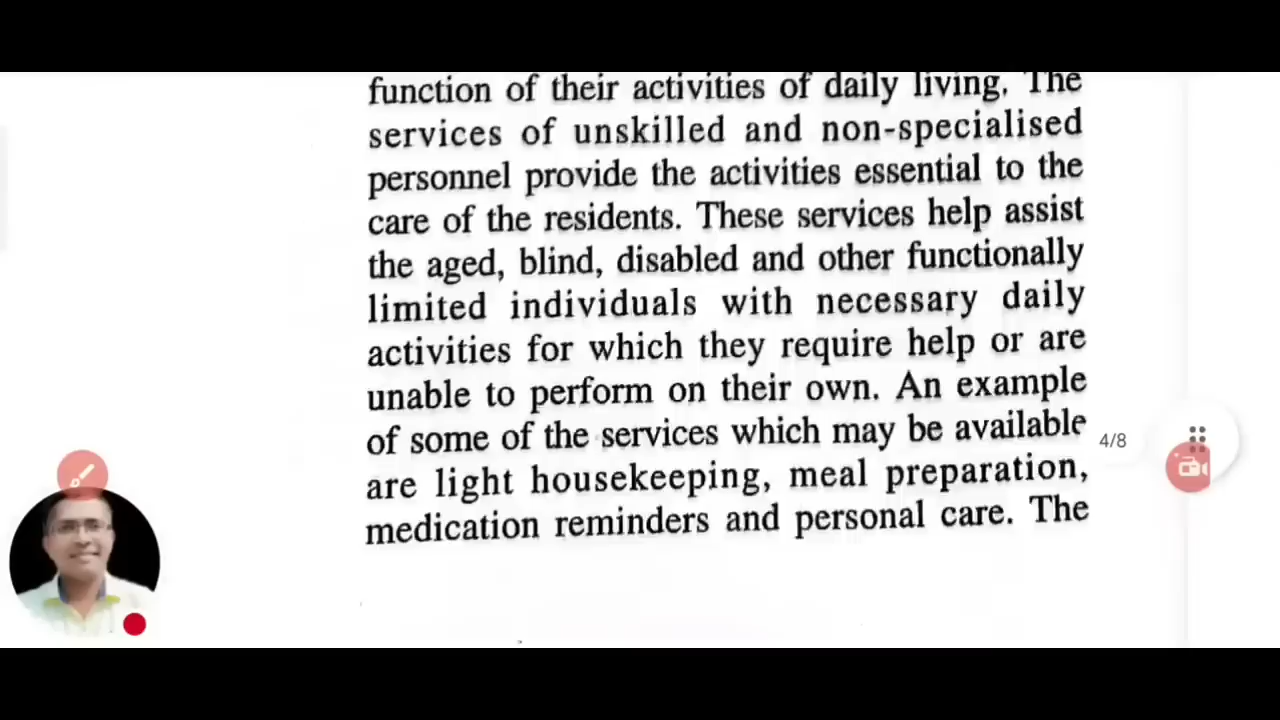 function of their activities of daily living. The
services of unskilled and non-specialised
personnel provide the activities essential to the
care of the residents. These services help assist
the aged, blind, disabled and other functionally
limited individuals with necessary daily
activities for which they require help or are
unable to perform on their own. An example
of some of the services which may be available
are light housekeeping, meal preparation,
medication reminders and personal care. The
4/8